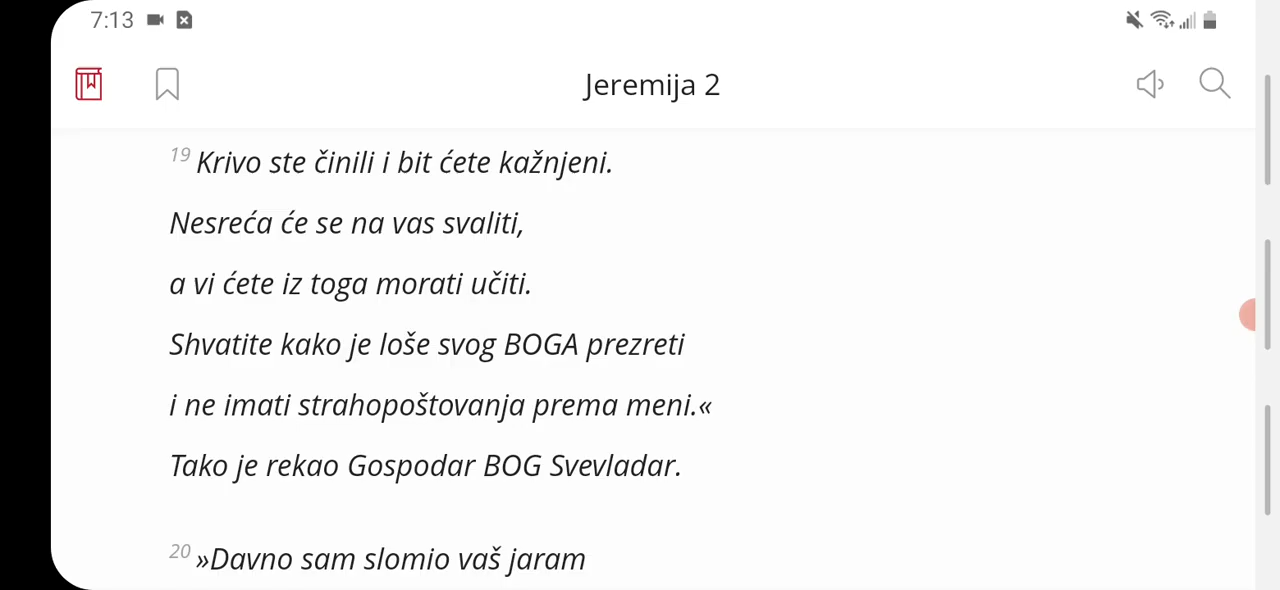 7:13
Jeremija 2
19 Krivo ste činili i bit ćete kažnjeni.
Nesreća će se na vas svaliti,
a vi ćete iz toga morati učiti.
Shvatite kako je loše svog BOGA prezreti
i ne imati strahopoštovanja prema meni.«
Tako je rekao Gospodar BOG Svevladar.
20 »Davno sam slomio vaš jaram